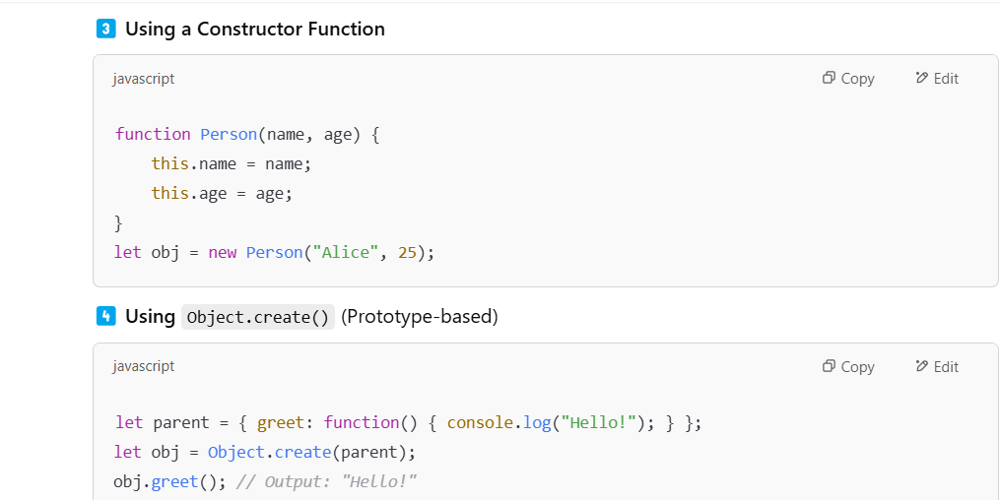 3 Using a Constructor Function
javascript Copy Edit
function Person(name, age) {
    this.name = name;
    this.age = age;
}
let obj = new Person("Alice", 25);
4 Using Object.create() (Prototype-based)
javascript Copy Edit
let parent = { greet: function() { console.log("Hello!"); } };
let obj = Object.create(parent);
obj.greet(); // Output: "Hello!"